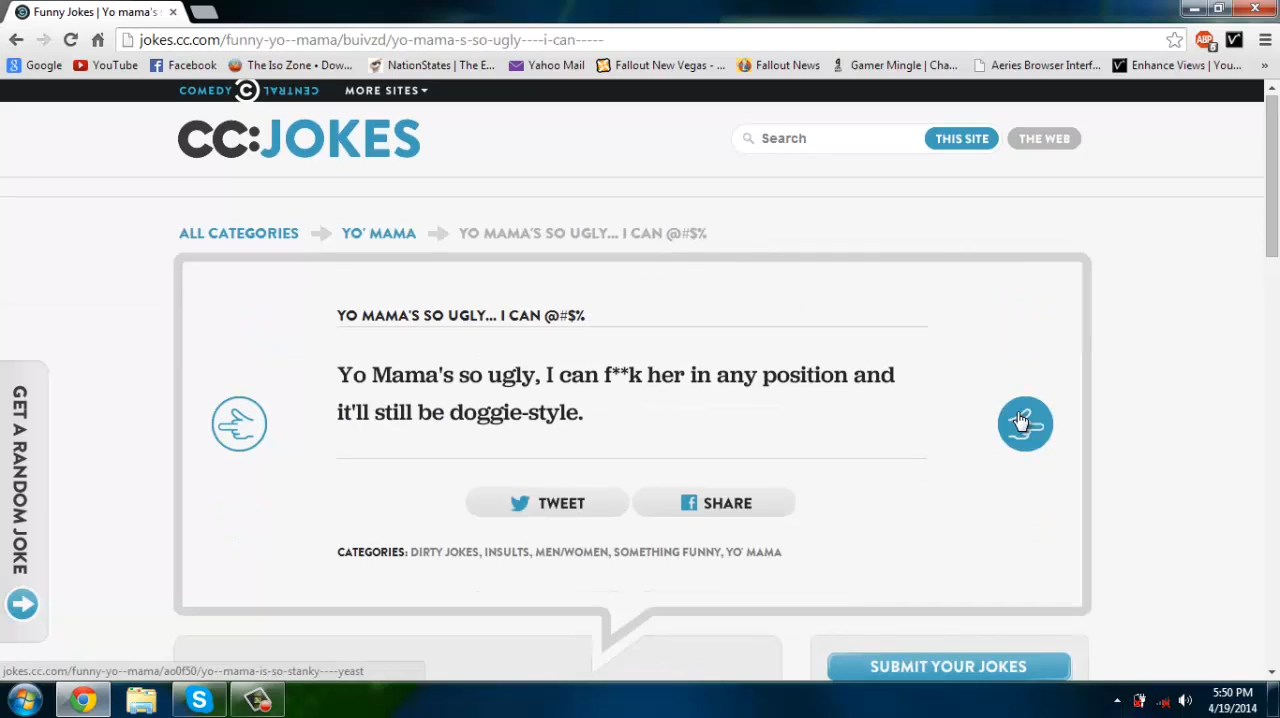 Funny Jokes | Yo mama's s
jokes.cc.com/funny-yo--mama/buivzd/yo-mama-s-so-ugly----i-can-----
Google YouTube Facebook The Iso Zone • Dow... NationStates | The E... Yahoo Mail Fallout New Vegas - ... Fallout News Gamer Mingle | Cha... Aeries Browser Interf... Enhance Views | You... »
COMEDY CENTRAL MORE SITES
CC:JOKES
Search THIS SITE THE WEB
ALL CATEGORIES YO' MAMA YO MAMA'S SO UGLY... I CAN @#$%
YO MAMA'S SO UGLY... I CAN @#$%
Yo Mama's so ugly, I can f**k her in any position and
it'll still be doggie-style.
TWEET SHARE
CATEGORIES: DIRTY JOKES, INSULTS, MEN/WOMEN, SOMETHING FUNNY, YO' MAMA
GET A RANDOM JOKE
SUBMIT YOUR JOKES
jokes.cc.com/funny-yo--mama/ao0f50/yo--mama-is-so-stanky----yeast
5:50 PM
4/19/2014